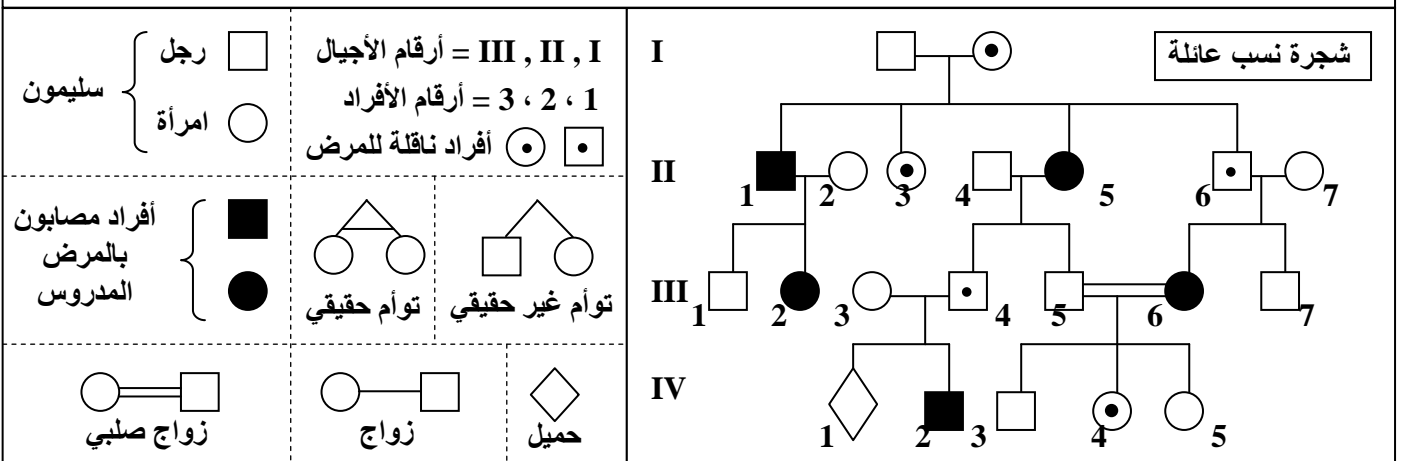 شجرة نسب عائلة
رجل
امرأة
سليمون
I , II , III = أرقام الأجيال
1 ، 2 ، 3 = أرقام الأفراد
أفراد ناقلة للمرض
أفراد مصابون
بالمرض
المدروس
توأم غير حقيقي
توأم حقيقي
حميل
زواج
زواج صلبي
I
II
1 2 3 4 5 6 7
III
1 2 3 4 5 6 7
IV
1 2 3 4 5